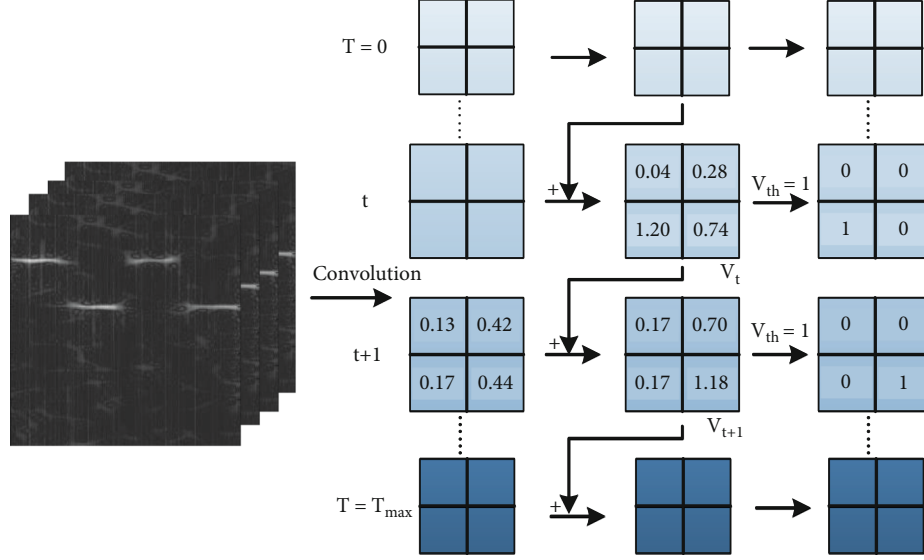 T = 0
t
+
0.04 0.28
1.20 0.74
V_th = 1
0 0
1 0
Convolution
V_t
t+1
0.13 0.42
0.17 0.44
+
0.17 0.70
0.17 1.18
V_th = 1
0 0
0 1
V_t+1
T = T_max
+